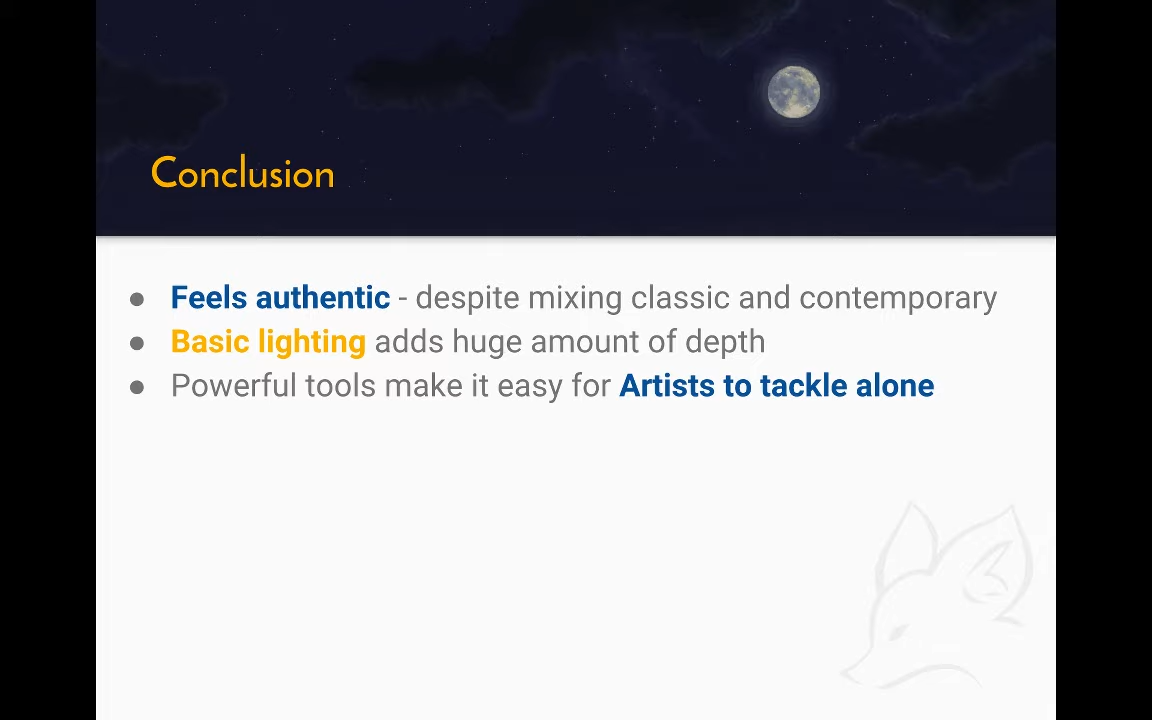 Conclusion
● Feels authentic - despite mixing classic and contemporary
● Basic lighting adds huge amount of depth
● Powerful tools make it easy for Artists to tackle alone